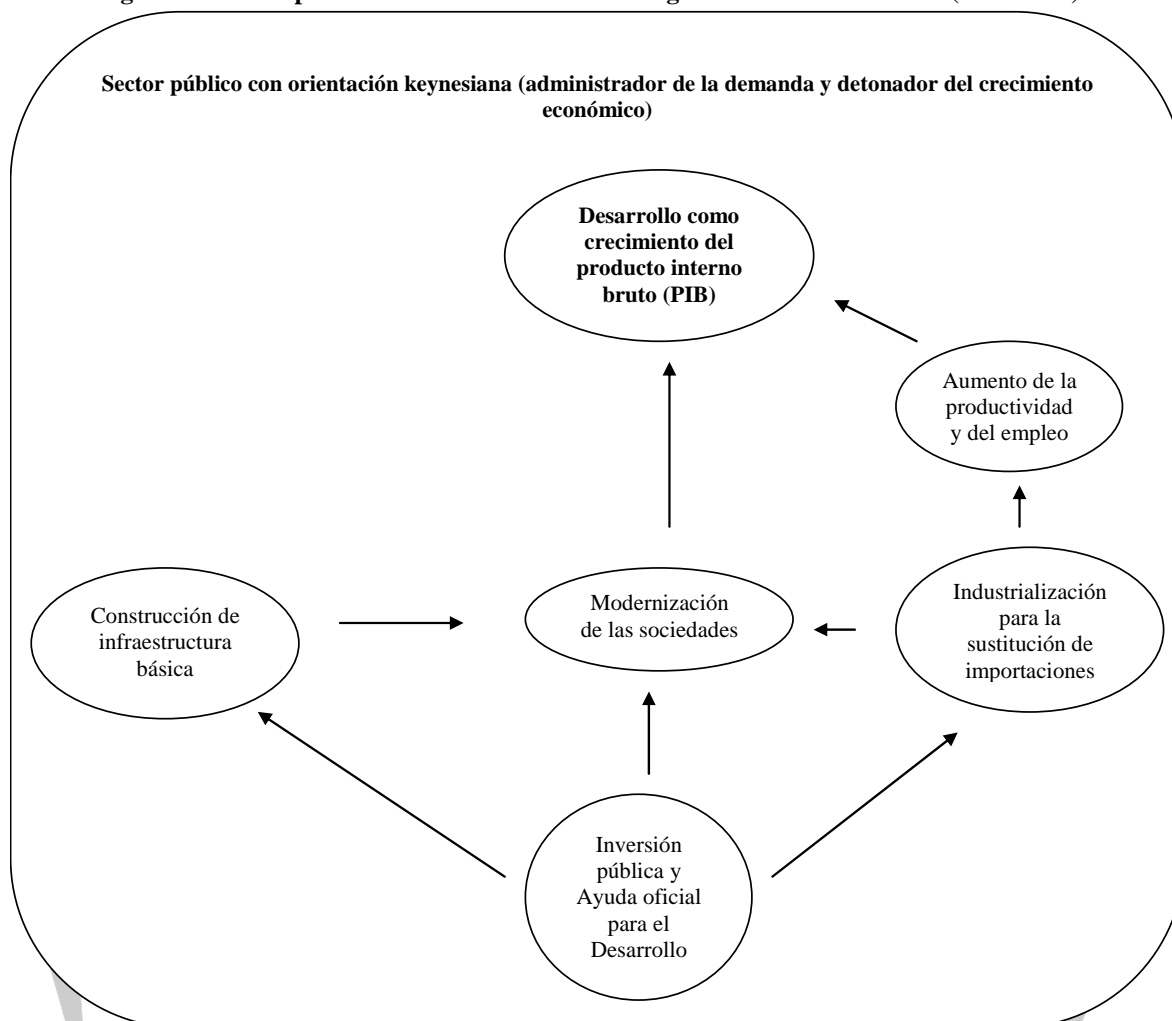 Sector público con orientación keynesiana (administrador de la demanda y detonador del crecimiento
económico)
Desarrollo como
crecimiento del
producto interno
bruto (PIB)
Aumento de la
productividad
y del empleo
Construcción de
infraestructura
básica
Modernización
de las sociedades
Industrialización
para la
sustitución de
importaciones
Inversión
pública y
Ayuda oficial
para el
Desarrollo